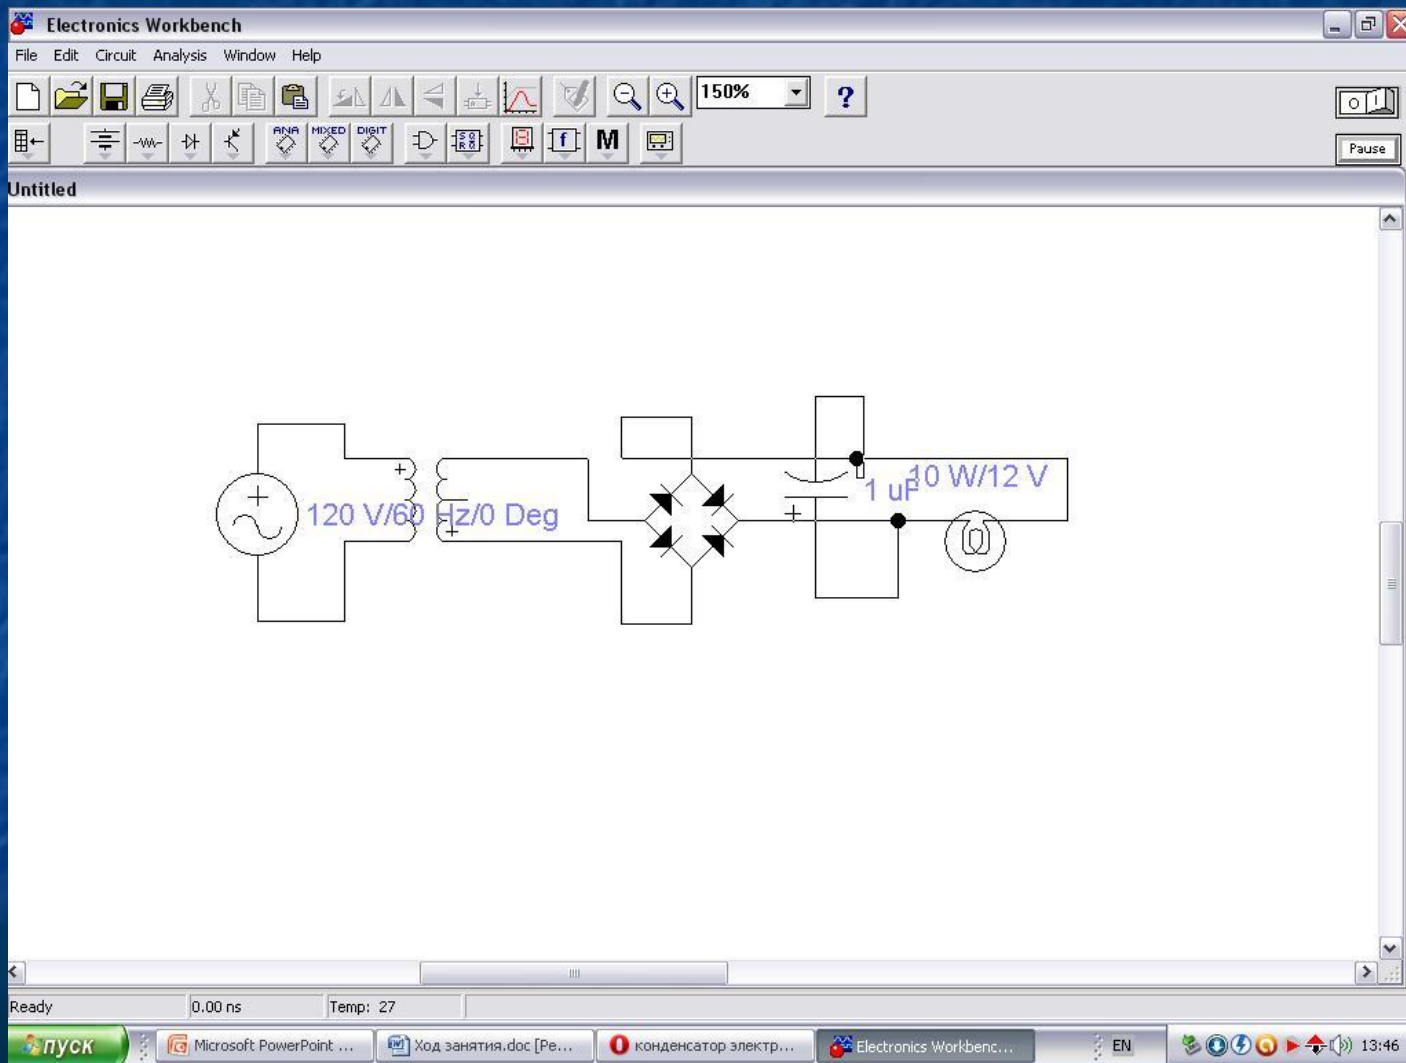 Electronics Workbench
File Edit Circuit Analysis Window Help
150% ?
ANA MIXED DIGIT f M
Pause
Untitled
120 V/60 Hz/0 Deg
1 uF
10 W/12 V
Ready 0.00 ns Temp: 27
пуск Microsoft PowerPoint ... Ход занятия.doc [Ре... конденсатор электр... Electronics Workbenc... EN 13:46